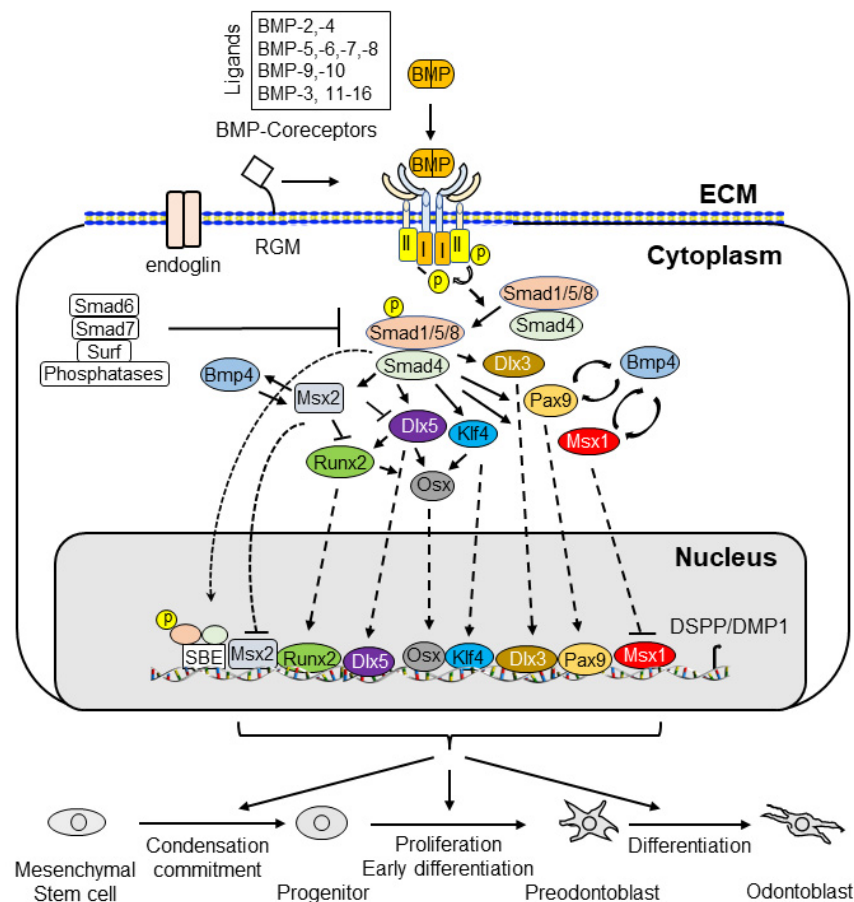 Ligands
BMP-2,-4
BMP-5,-6,-7,-8
BMP-9,-10
BMP-3, 11-16
BMP
BMP-Coreceptors
BMP
ECM
RGM
endoglin
Cytoplasm
II
I
I
II
P
P
Smad1/5/8
Smad4
P
Smad1/5/8
Smad4
Smad6
Smad7
Surf
Phosphatases
Bmp4
Msx2
Dlx3
Bmp4
Pax9
Dlx5
Klf4
Msx1
Runx2
Osx
Nucleus
P
SBE
Msx2
Runx2
Dlx5
Osx
Klf4
Dlx3
Pax9
Msx1
DSPP/DMP1
Mesenchymal
Stem cell
Condensation
commitment
Progenitor
Proliferation
Early differentiation
Preodontoblast
Differentiation
Odontoblast